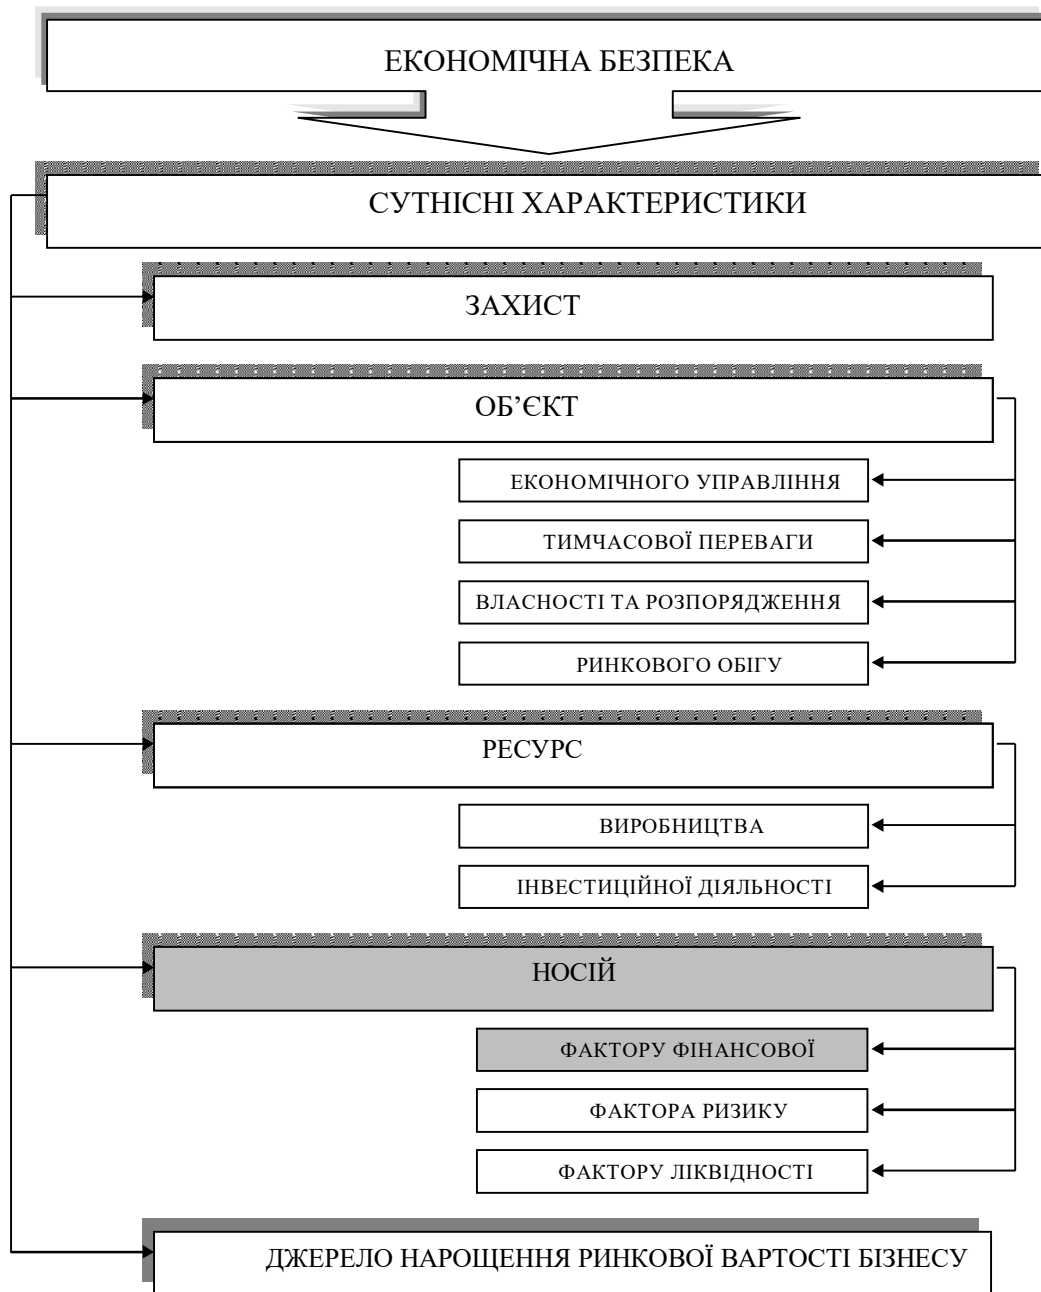 ЕКОНОМІЧНА БЕЗПЕКА
СУТНІСНІ ХАРАКТЕРИСТИКИ
ЗАХИСТ
ОБ’ЄКТ
ЕКОНОМІЧНОГО УПРАВЛІННЯ
ТИМЧАСОВОЇ ПЕРЕВАГИ
ВЛАСНОСТІ ТА РОЗПОРЯДЖЕННЯ
РИНКОВОГО ОБІГУ
РЕСУРС
ВИРОБНИЦТВА
ІНВЕСТИЦІЙНОЇ ДІЯЛЬНОСТІ
НОСІЙ
ФАКТОРУ ФІНАНСОВОЇ
ФАКТОРА РИЗИКУ
ФАКТОРУ ЛІКВІДНОСТІ
ДЖЕРЕЛО НАРОЩЕННЯ РИНКОВОЇ ВАРТОСТІ БІЗНЕСУ